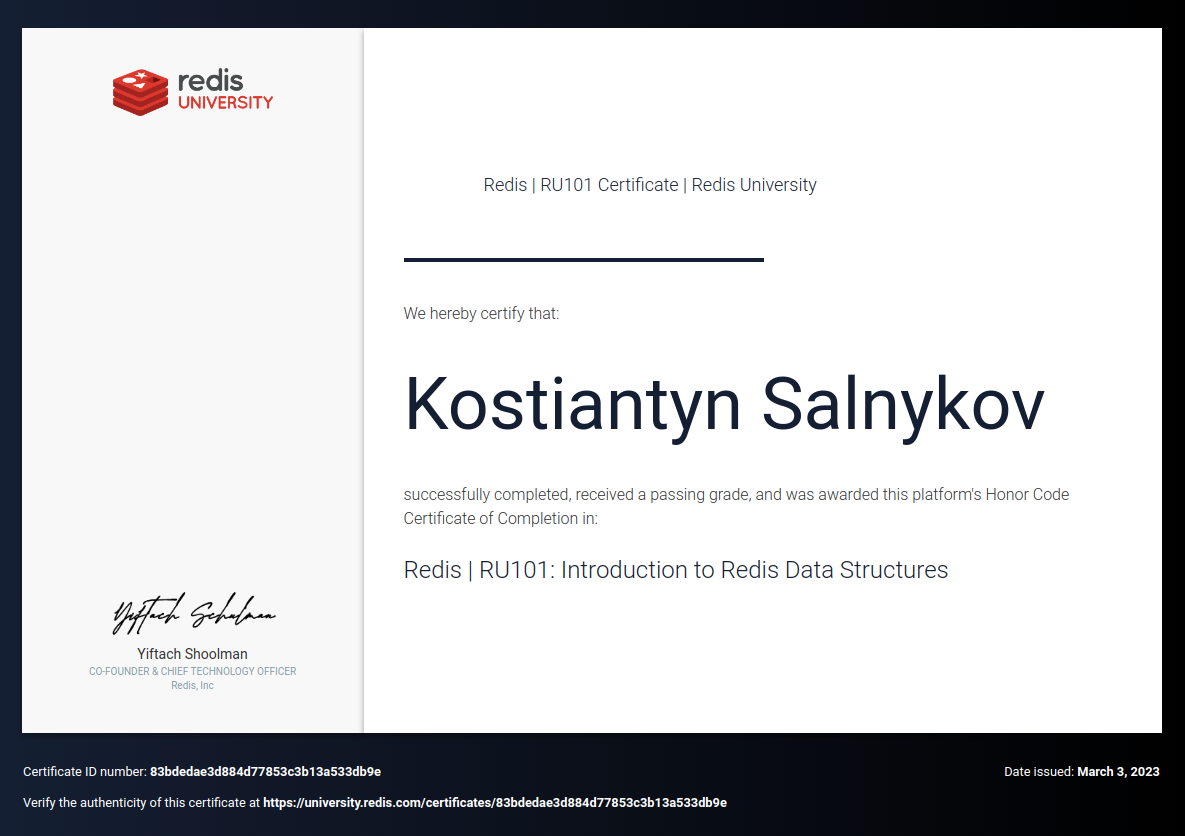 redis
UNIVERSITY
Redis | RU101 Certificate | Redis University
We hereby certify that:
Kostiantyn Salnykov
successfully completed, received a passing grade, and was awarded this platform's Honor Code
Certificate of Completion in:
Redis | RU101: Introduction to Redis Data Structures
Yiftach Schulman
Yiftach Shoolman
CO-FOUNDER & CHIEF TECHNOLOGY OFFICER
Redis, Inc
Certificate ID number: 83bdedae3d884d77853c3b13a533db9e
Date issued: March 3, 2023
Verify the authenticity of this certificate at https://university.redis.com/certificates/83bdedae3d884d77853c3b13a533db9e